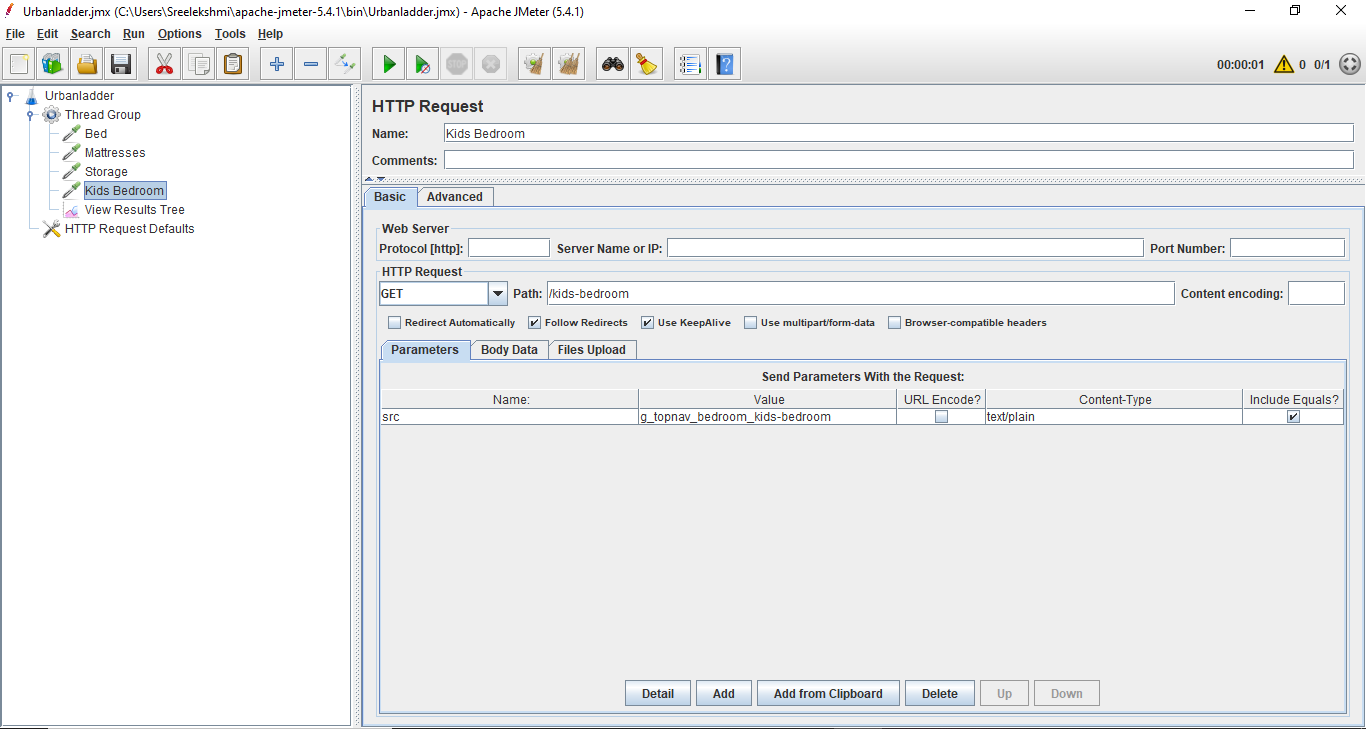 Urbanladder.jmx (C:\Users\Sreelekshmi\apache-jmeter-5.4.1\bin\Urbanladder.jmx) - Apache JMeter (5.4.1)
File Edit Search Run Options Tools Help
STOP
00:00:01 0 0/1
Urbanladder
Thread Group
Bed
Mattresses
Storage
Kids Bedroom
View Results Tree
HTTP Request Defaults
HTTP Request
Name: Kids Bedroom
Comments:
Basic Advanced
Web Server
Protocol [http]: Server Name or IP: Port Number:
HTTP Request
GET Path: /kids-bedroom Content encoding:
Redirect Automatically Follow Redirects Use KeepAlive Use multipart/form-data Browser-compatible headers
Parameters Body Data Files Upload
Send Parameters With the Request:
Name: Value URL Encode? Content-Type Include Equals?
src g_topnav_bedroom_kids-bedroom text/plain
Detail Add Add from Clipboard Delete Up Down